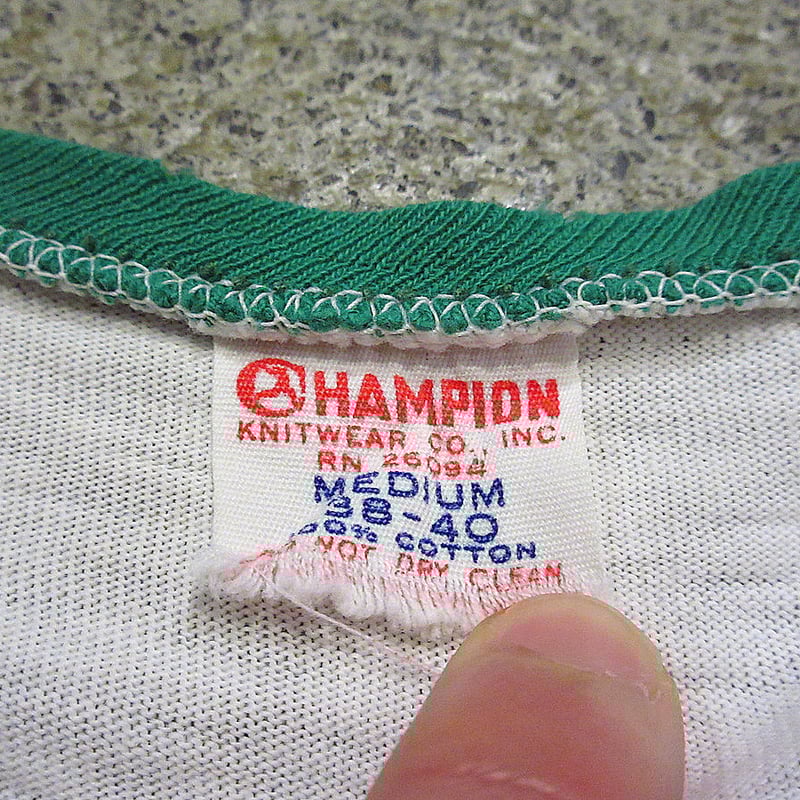 CHAMPION
KNITWEAR CO., INC.
RN 26094
MEDIUM
38-40
COTTON
NOT DRY CLEAN